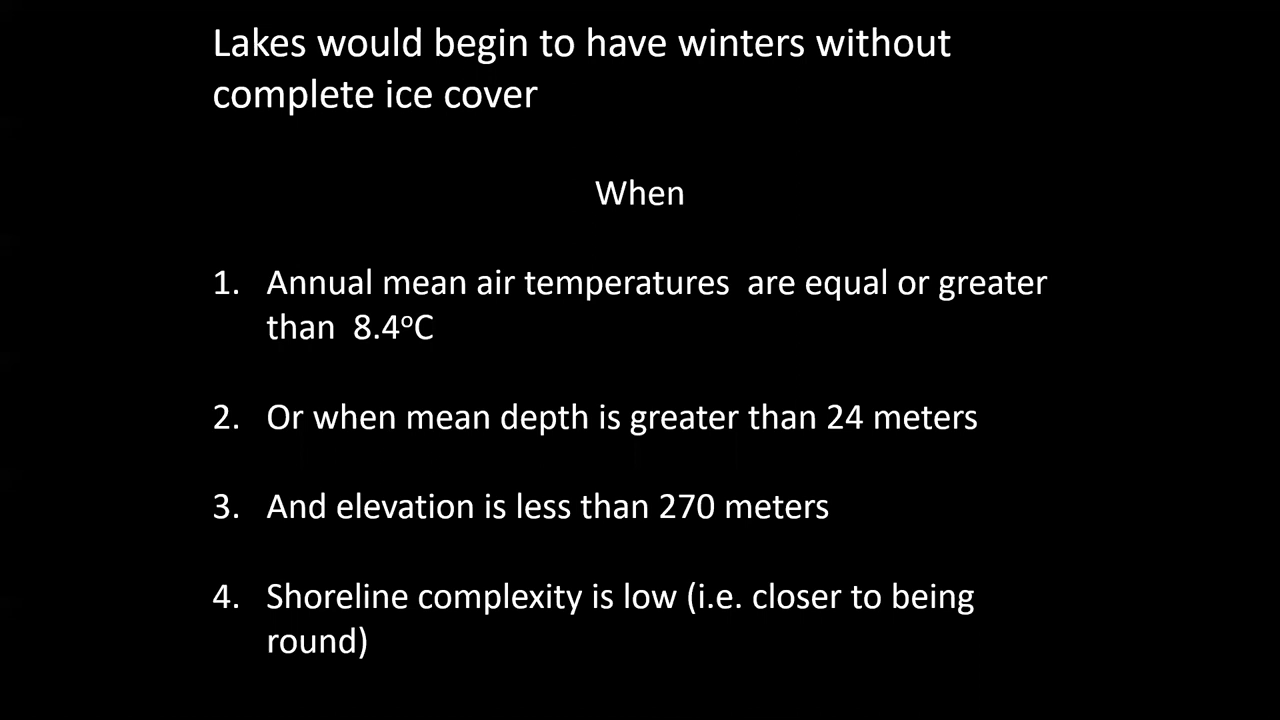 Lakes would begin to have winters without
complete ice cover
When
1. Annual mean air temperatures  are equal or greater
than  8.4°C
2. Or when mean depth is greater than 24 meters
3. And elevation is less than 270 meters
4. Shoreline complexity is low (i.e. closer to being
round)